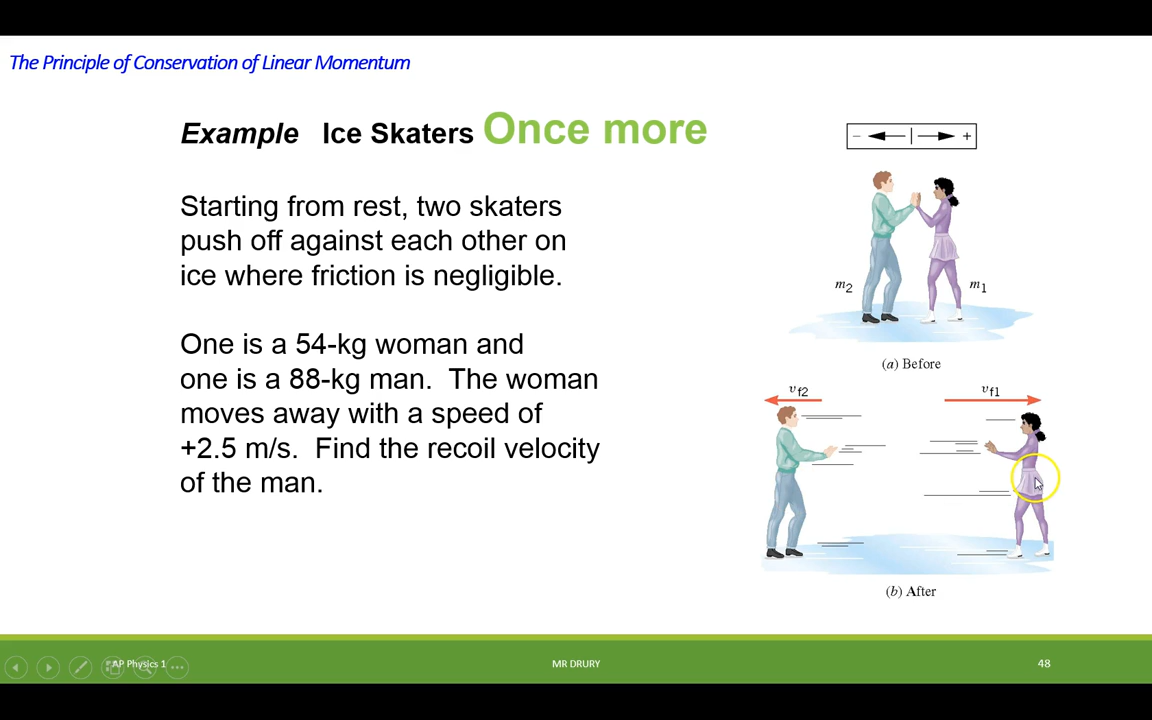 The Principle of Conservation of Linear Momentum
Example Ice Skaters Once more
Starting from rest, two skaters
push off against each other on
ice where friction is negligible.
One is a 54-kg woman and
one is a 88-kg man. The woman
moves away with a speed of
+2.5 m/s. Find the recoil velocity
of the man.
− +
m2 m1
(a) Before
vf2 vf1
(b) After
AP Physics 1
MR DRURY
48